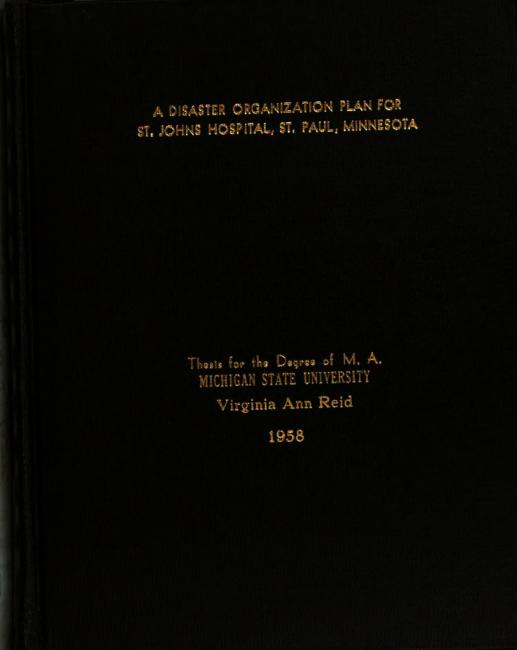 A DISASTER ORGANIZATION PLAN FOR
ST. JOHNS HOSPITAL, ST. PAUL, MINNESOTA
Thesis for the Degree of M. A.
MICHIGAN STATE UNIVERSITY
Virginia Ann Reid
1958